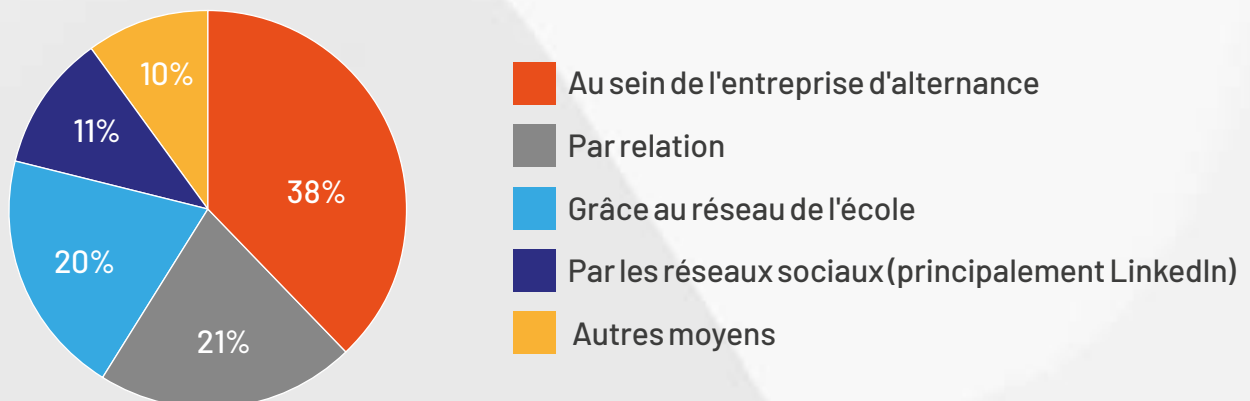 10%
11%
38%
20%
21%
Au sein de l'entreprise d'alternance
Par relation
Grâce au réseau de l'école
Par les réseaux sociaux (principalement LinkedIn)
Autres moyens